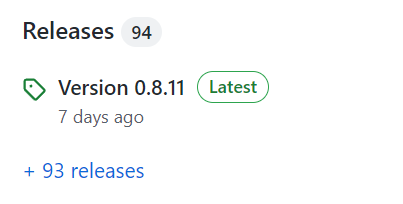 Releases 94
Version 0.8.11 Latest
7 days ago
+ 93 releases